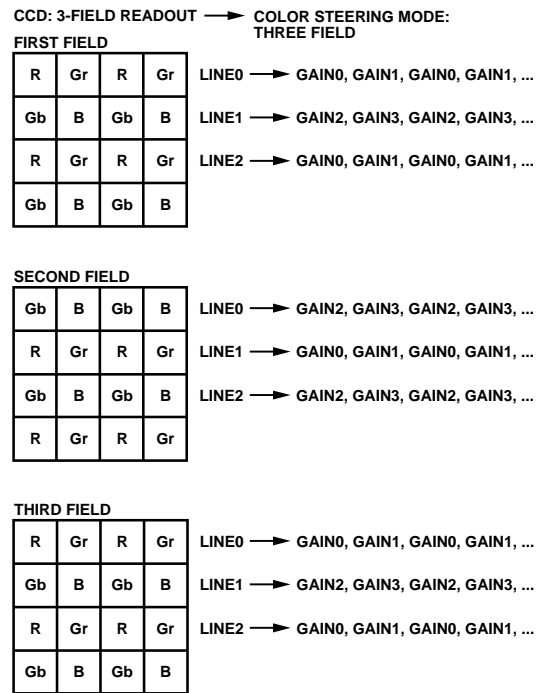 CCD: 3-FIELD READOUT → COLOR STEERING MODE:
THREE FIELD
FIRST FIELD
R Gr R Gr LINE0 → GAIN0, GAIN1, GAIN0, GAIN1, ...
Gb B Gb B LINE1 → GAIN2, GAIN3, GAIN2, GAIN3, ...
R Gr R Gr LINE2 → GAIN0, GAIN1, GAIN0, GAIN1, ...
Gb B Gb B
SECOND FIELD
Gb B Gb B LINE0 → GAIN2, GAIN3, GAIN2, GAIN3, ...
R Gr R Gr LINE1 → GAIN0, GAIN1, GAIN0, GAIN1, ...
Gb B Gb B LINE2 → GAIN2, GAIN3, GAIN2, GAIN3, ...
R Gr R Gr
THIRD FIELD
R Gr R Gr LINE0 → GAIN0, GAIN1, GAIN0, GAIN1, ...
Gb B Gb B LINE1 → GAIN2, GAIN3, GAIN2, GAIN3, ...
R Gr R Gr LINE2 → GAIN0, GAIN1, GAIN0, GAIN1, ...
Gb B Gb B